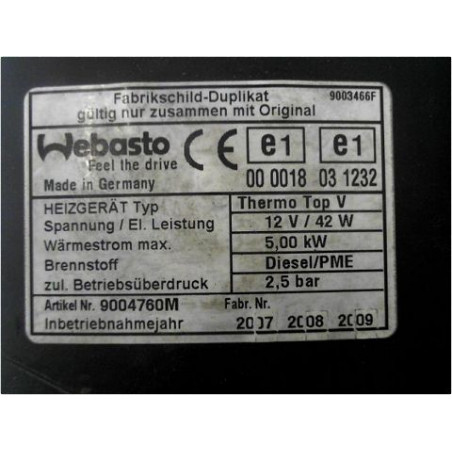 Fabrikschild-Duplikat 9003466F
gültig nur zusammen mit Original
Webasto CE e1 e1
Feel the drive
Made in Germany 00 0018 03 1232
HEIZGERÄT Typ Thermo Top V
Spannung / El. Leistung 12 V / 42 W
Wärmestrom max. 5,00 kW
Brennstoff Diesel/PME
zul. Betriebsüberdruck 2,5 bar
Artikel Nr. 9004760M Fabr. Nr.
Inbetriebnahmejahr 2007 2008 2009